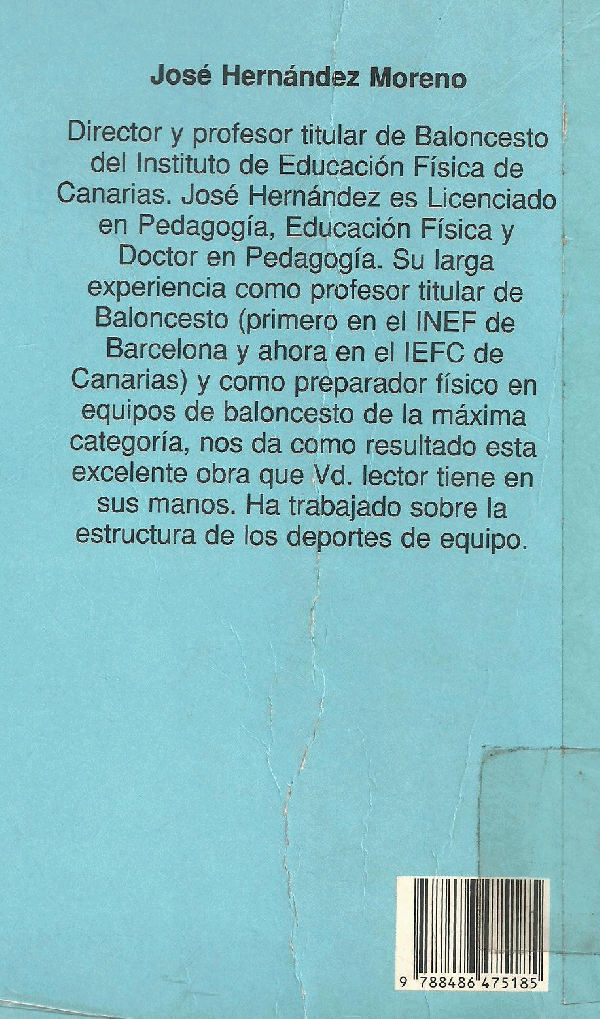 José Hernández Moreno
Director y profesor titular de Baloncesto
del Instituto de Educación Física de
Canarias. José Hernández es Licenciado
en Pedagogía, Educación Física y
Doctor en Pedagogía. Su larga
experiencia como profesor titular de
Baloncesto (primero en el INEF de
Barcelona y ahora en el IEFC de
Canarias) y como preparador físico en
equipos de baloncesto de la máxima
categoría, nos da como resultado esta
excelente obra que Vd. lector tiene en
sus manos. Ha trabajado sobre la
estructura de los deportes de equipo.
9 788486 475185